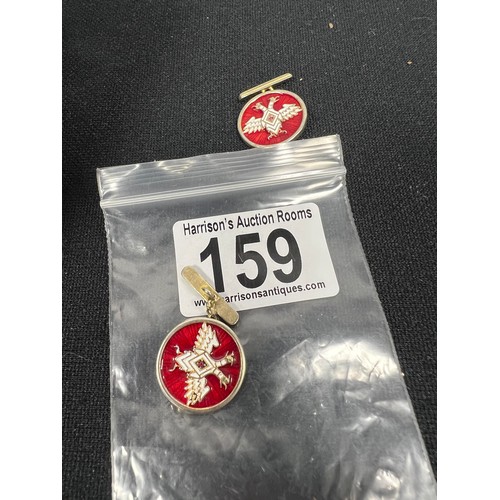 Harrison's Auction Rooms
159
www.harrisonsantiques.com